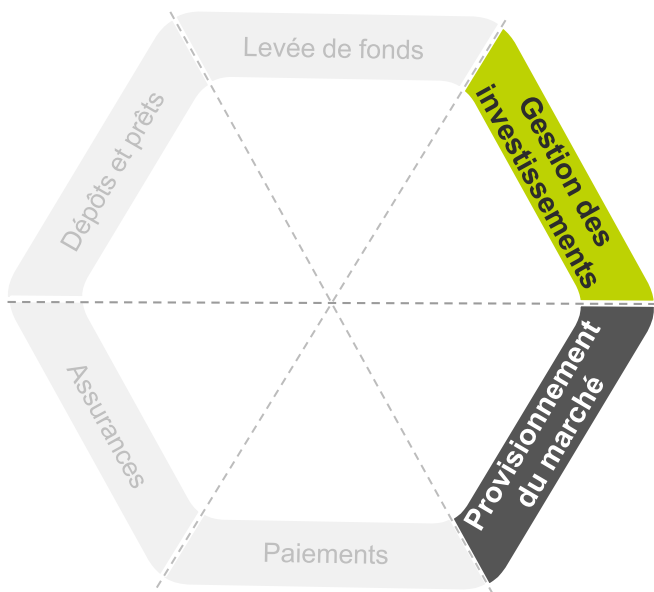 Levée de fonds
Gestion des
investissements
Provisionnement
du marché
Paiements
Assurances
Dépôts et prêts